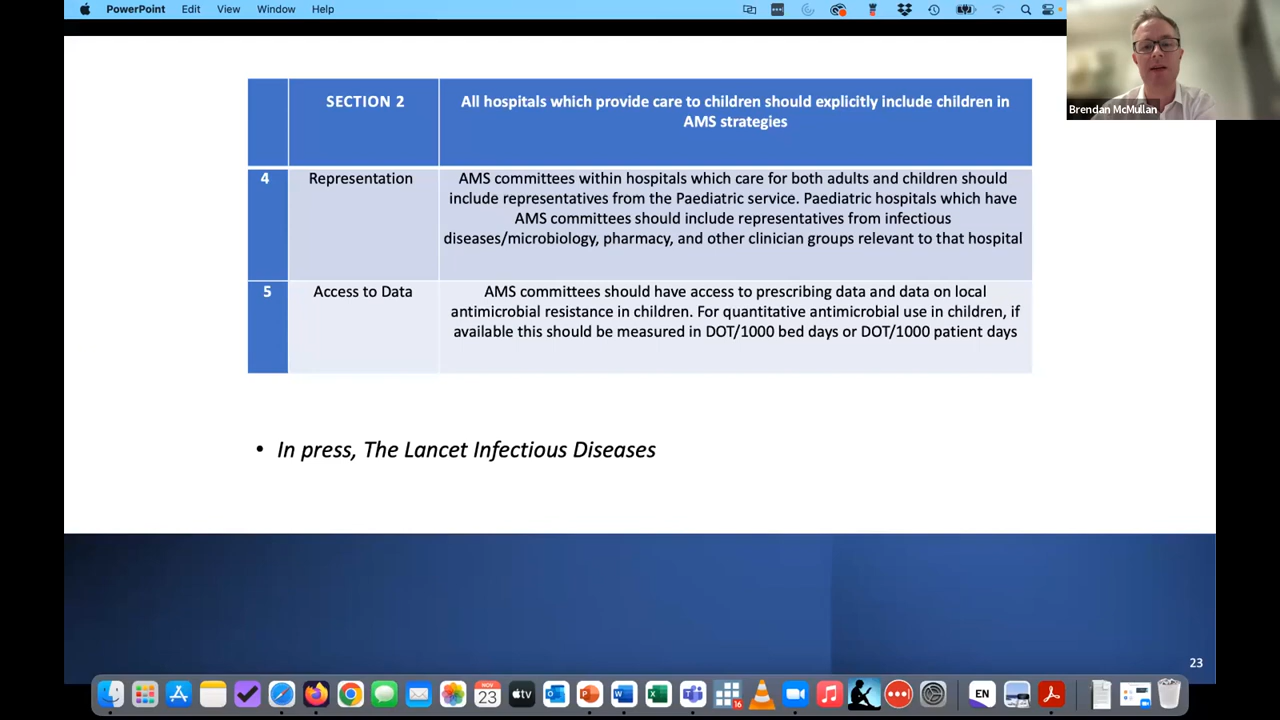 PowerPoint Edit View Window Help
Brendan McMullan
SECTION 2
All hospitals which provide care to children should explicitly include children in
AMS strategies
4
Representation
AMS committees within hospitals which care for both adults and children should
include representatives from the Paediatric service. Paediatric hospitals which have
AMS committees should include representatives from infectious
diseases/microbiology, pharmacy, and other clinician groups relevant to that hospital
5
Access to Data
AMS committees should have access to prescribing data and data on local
antimicrobial resistance in children. For quantitative antimicrobial use in children, if
available this should be measured in DOT/1000 bed days or DOT/1000 patient days
• In press, The Lancet Infectious Diseases
23
NOV
23
tv
EN
16